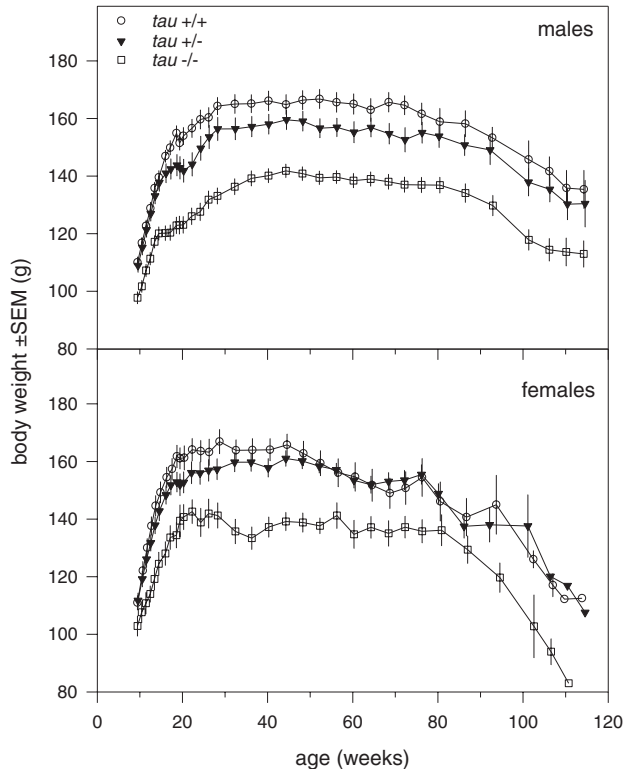 tau +/+
tau +/-
tau -/-
males
180
160
140
120
100
80
females
180
160
140
120
100
80
body weight ±SEM (g)
0 20 40 60 80 100 120
age (weeks)